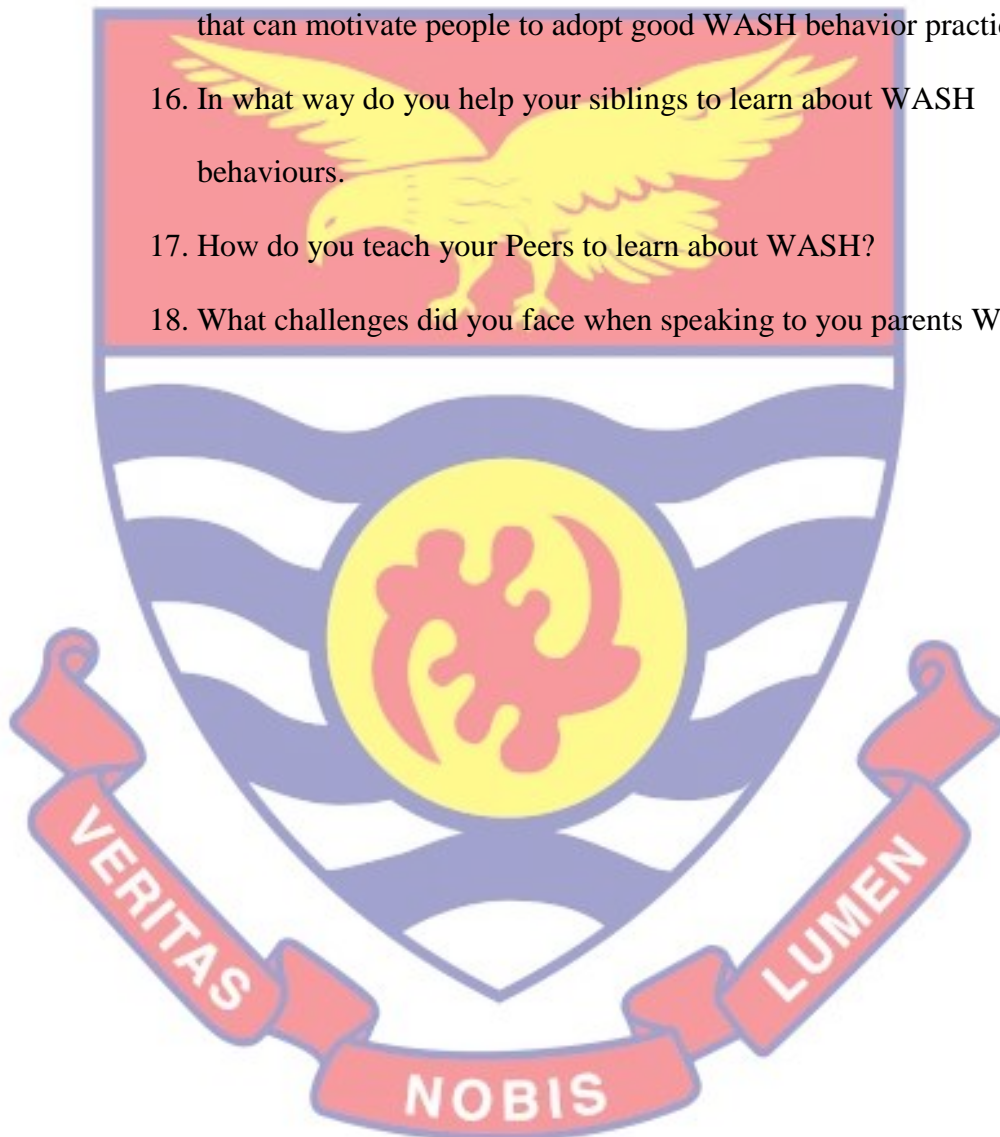 that can motivate people to adopt good WASH behavior
16. In what way do you help your siblings to learn about WASH
behaviours.
17. How do you teach your Peers to learn about WASH?
18. What challenges did you face when speaking to you parents
VERITAS
NOBIS
LUMEN